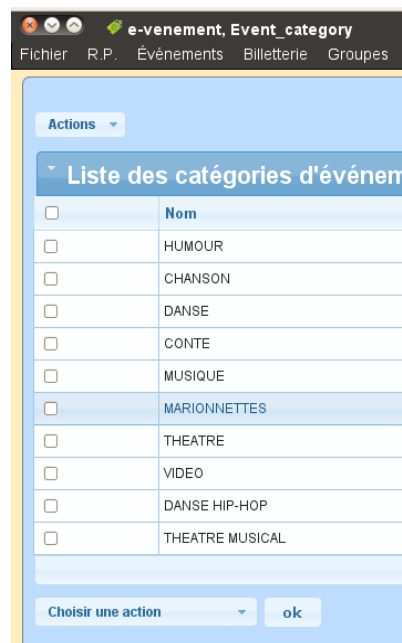 e-venement, Event_category
Fichier R.P. Événements Billetterie Groupes
Actions
Liste des catégories d'événem
Nom
HUMOUR
CHANSON
DANSE
CONTE
MUSIQUE
MARIONNETTES
THEATRE
VIDEO
DANSE HIP-HOP
THEATRE MUSICAL
Choisir une action ok